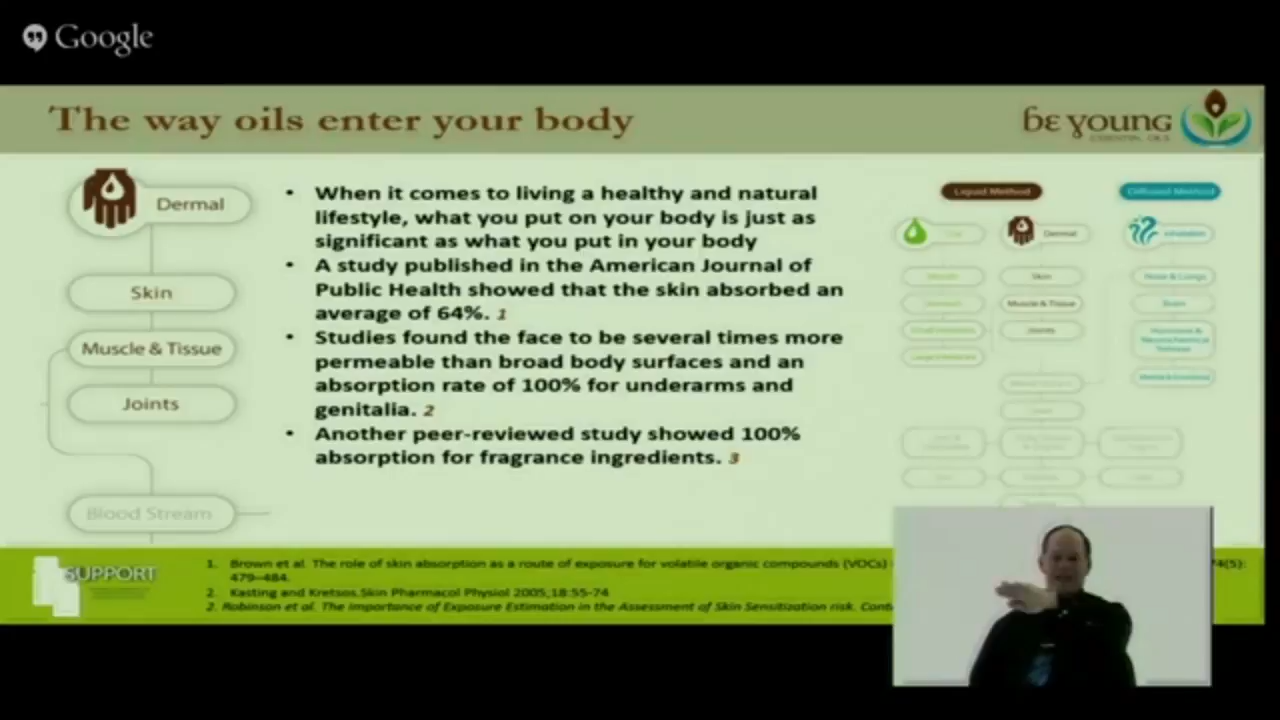 Google
The way oils enter your body
be young
ESSENTIAL OILS
Dermal
Skin
Muscle & Tissue
Joints
Blood Stream
• When it comes to living a healthy and natural
lifestyle, what you put on your body is just as
significant as what you put in your body
• A study published in the American Journal of
Public Health showed that the skin absorbed an
average of 64%. 1
• Studies found the face to be several times more
permeable than broad body surfaces and an
absorption rate of 100% for underarms and
genitalia. 2
• Another peer-reviewed study showed 100%
absorption for fragrance ingredients. 3
Liquid Method
Diffused Method
Dermal
Inhalation
Skin
Nose & Lungs
Muscle & Tissue
Brain
Joints
SUPPORT
1. Brown et al. The role of skin absorption as a route of exposure for volatile organic compounds (VOCs)
74(5):
479–484.
2. Kasting and Kretsos.Skin Pharmacol Physiol 2005;18:55-74
2. Robinson et al. The importance of Exposure Estimation in the Assessment of Skin Sensitization risk. Cont